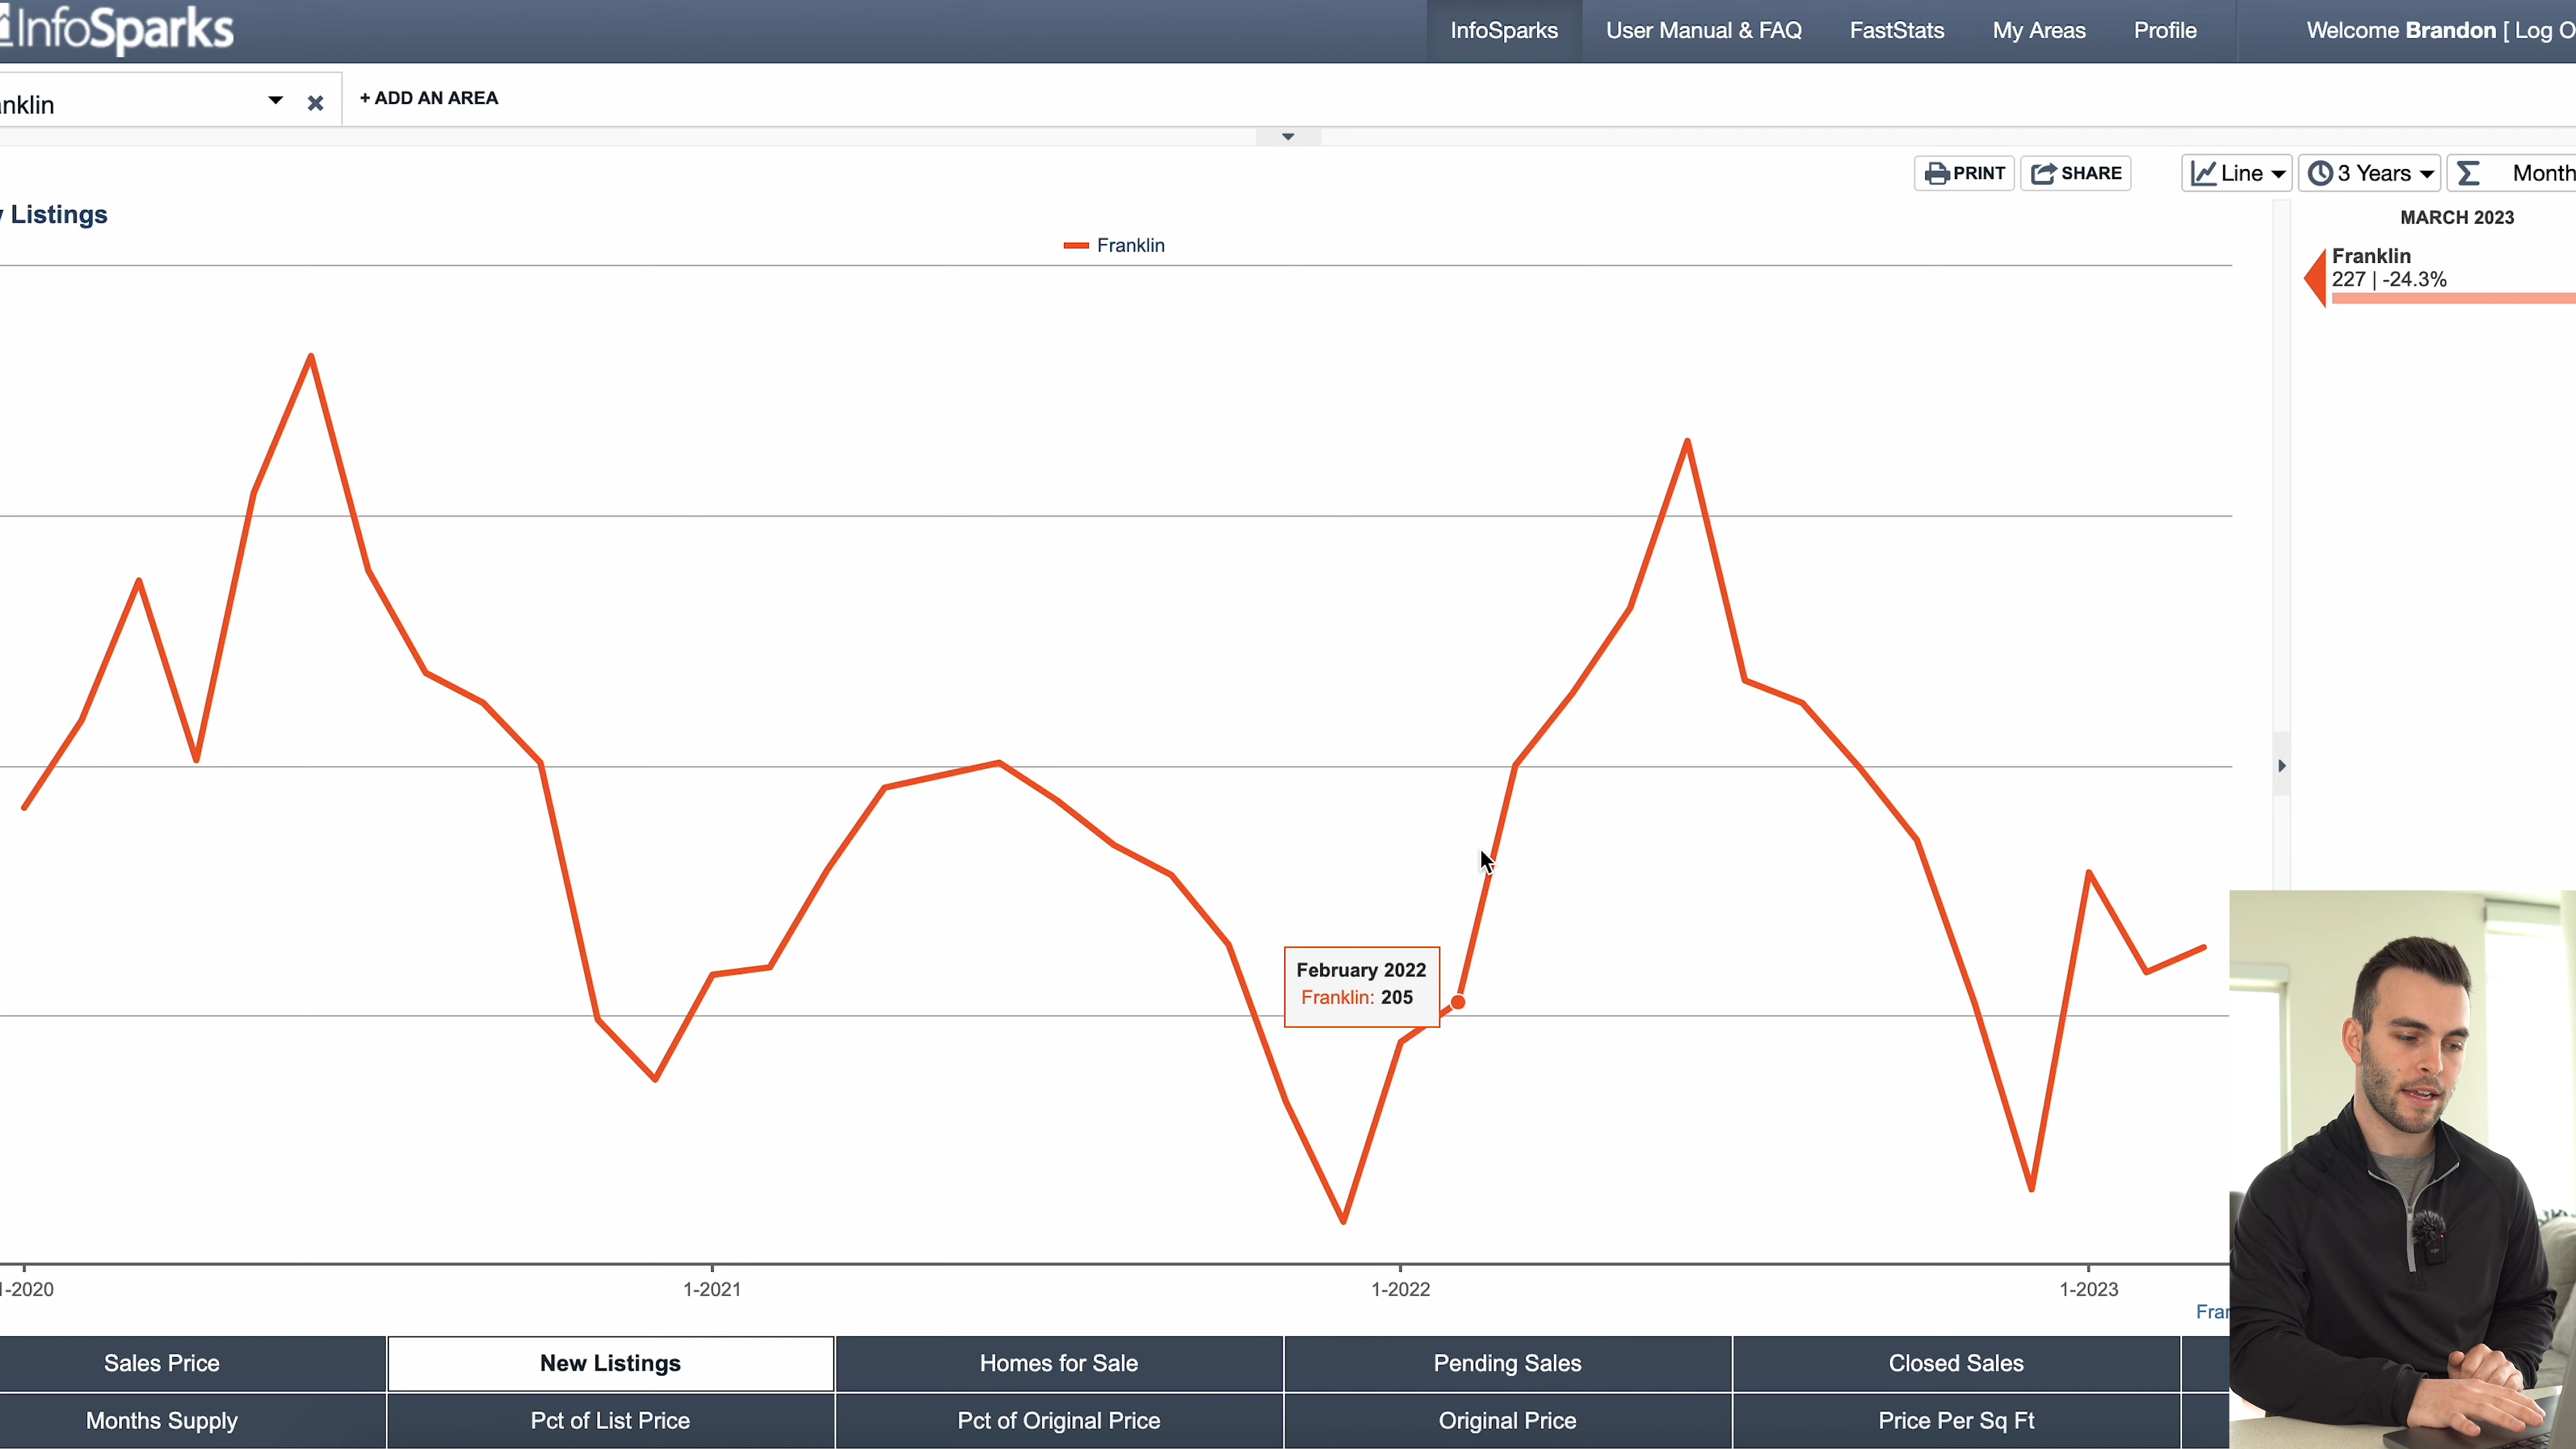 InfoSparks
InfoSparks
User Manual & FAQ
FastStats
My Areas
Profile
Welcome Brandon [ Log O
nklin
+ ADD AN AREA
PRINT
SHARE
Line
3 Years
Month
Listings
Franklin
MARCH 2023
Franklin
227 | -24.3%
February 2022
Franklin: 205
1-2020
1-2021
1-2022
1-2023
Fran
Sales Price
New Listings
Homes for Sale
Pending Sales
Closed Sales
Months Supply
Pct of List Price
Pct of Original Price
Original Price
Price Per Sq Ft